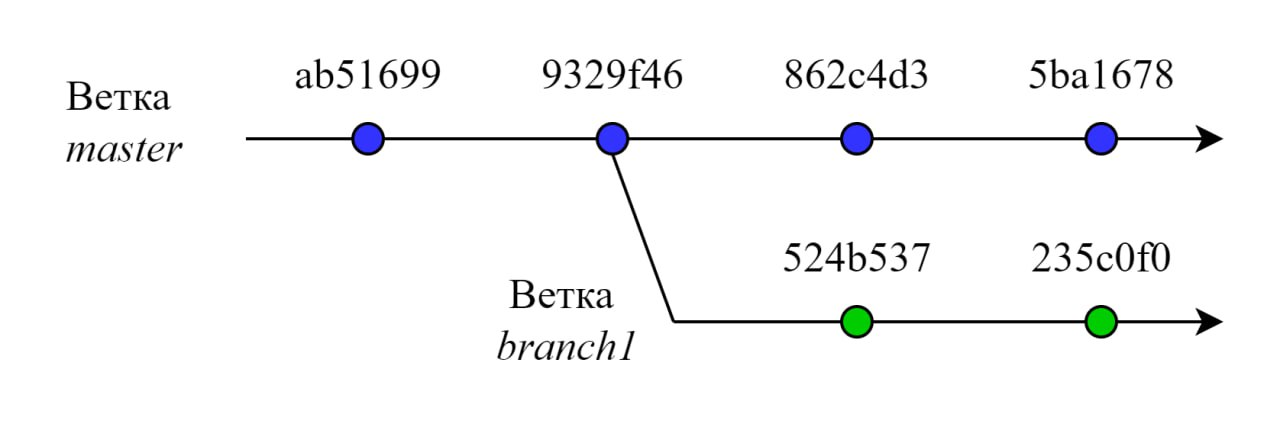 Ветка
master
ab51699
9329f46
862c4d3
5ba1678
524b537
235c0f0
Ветка
branch1